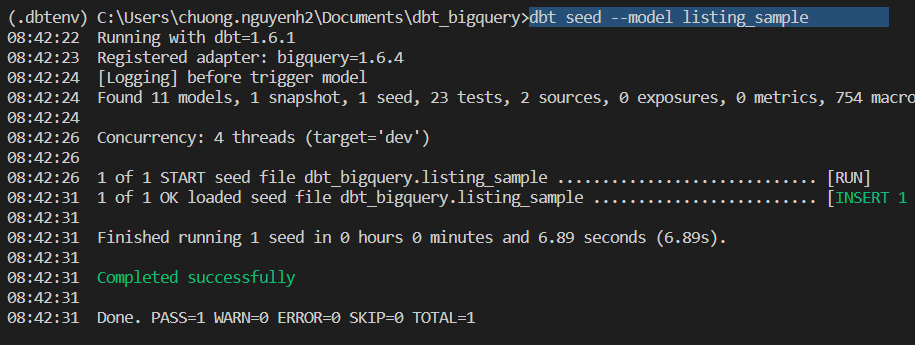 (.dbtenv) C:\Users\chuong.nguyenh2\Documents\dbt_bigquery>dbt seed --model listing_sample
08:42:22  Running with dbt=1.6.1
08:42:23  Registered adapter: bigquery=1.6.4
08:42:24  [Logging] before trigger model
08:42:24  Found 11 models, 1 snapshot, 1 seed, 23 tests, 2 sources, 0 exposures, 0 metrics, 754 macro
08:42:24
08:42:26  Concurrency: 4 threads (target='dev')
08:42:26
08:42:26  1 of 1 START seed file dbt_bigquery.listing_sample ............................. [RUN]
08:42:31  1 of 1 OK loaded seed file dbt_bigquery.listing_sample ......................... [INSERT 1
08:42:31
08:42:31  Finished running 1 seed in 0 hours 0 minutes and 6.89 seconds (6.89s).
08:42:31
08:42:31  Completed successfully
08:42:31
08:42:31  Done. PASS=1 WARN=0 ERROR=0 SKIP=0 TOTAL=1